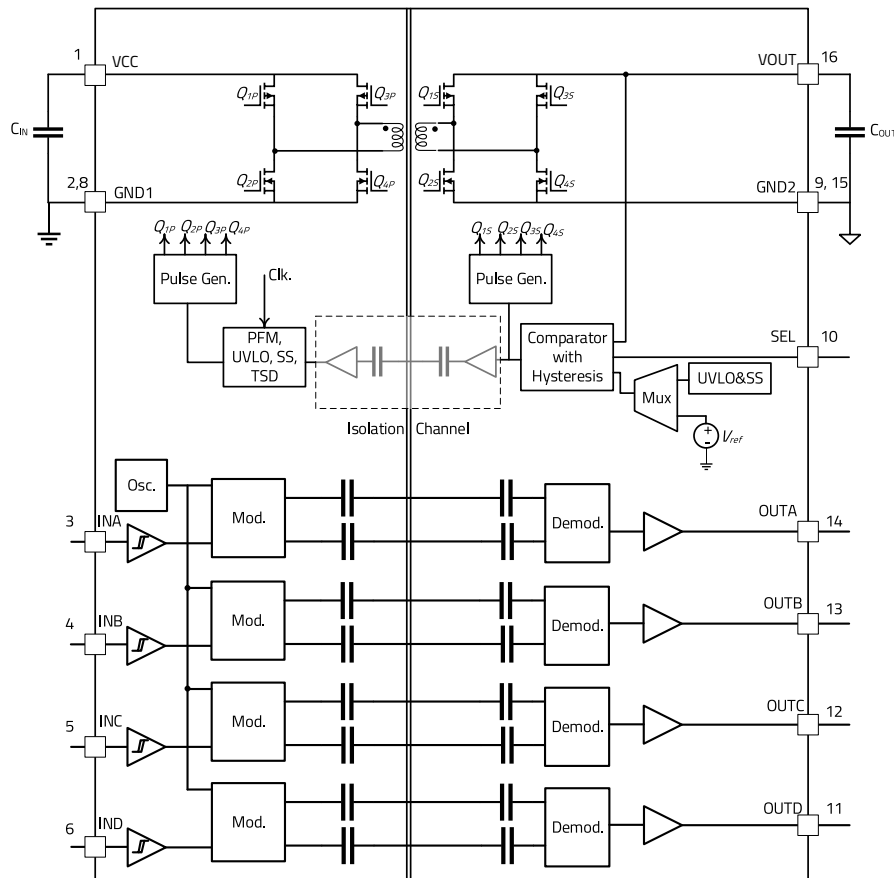 1 VCC VOUT 16
Q1P Q3P Q1S Q3S
CIN COUT
Q2P Q4P Q2S Q4S
2,8 GND1 GND2 9, 15
Q1P Q2P Q3P Q4P Q1S Q2S Q3S Q4S
Pulse Gen. Clk. Pulse Gen.
PFM,
UVLO, SS,
TSD
Comparator
with
Hysteresis
SEL 10
Mux UVLO&SS
+
-
Vref
Isolation Channel
Osc.
3 INA Mod. Demod. OUTA 14
4 INB Mod. Demod. OUTB 13
5 INC Mod. Demod. OUTC 12
6 IND Mod. Demod. OUTD 11